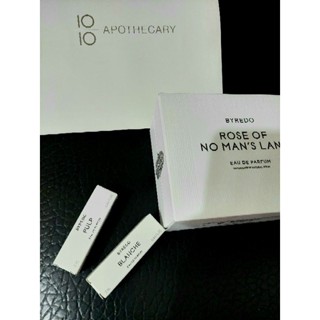 10
10
APOTHECARY
BYREDO
ROSE OF
NO MAN'S LAN
EAU DE PARFUM
BYREDO
PULP
BYREDO
BLANCHE